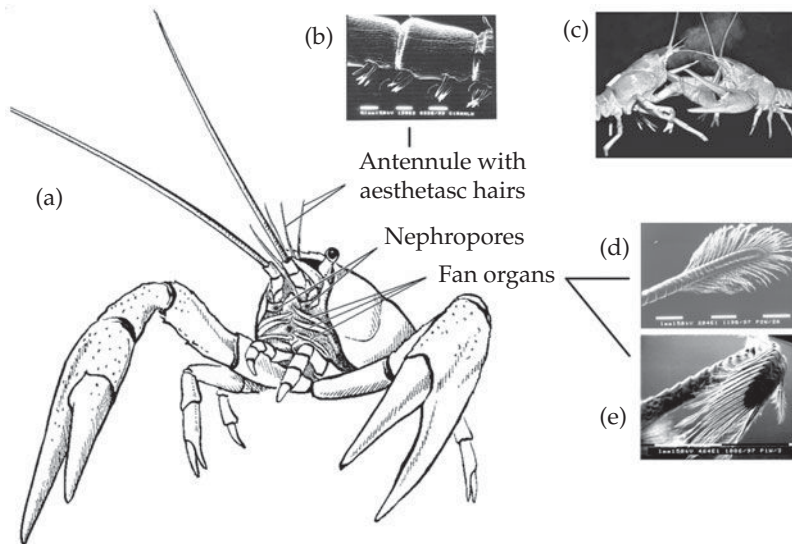 (b)
(c)
Antennule with
aesthetasc hairs
(a)
Nephropores
(d)
Fan organs
(e)